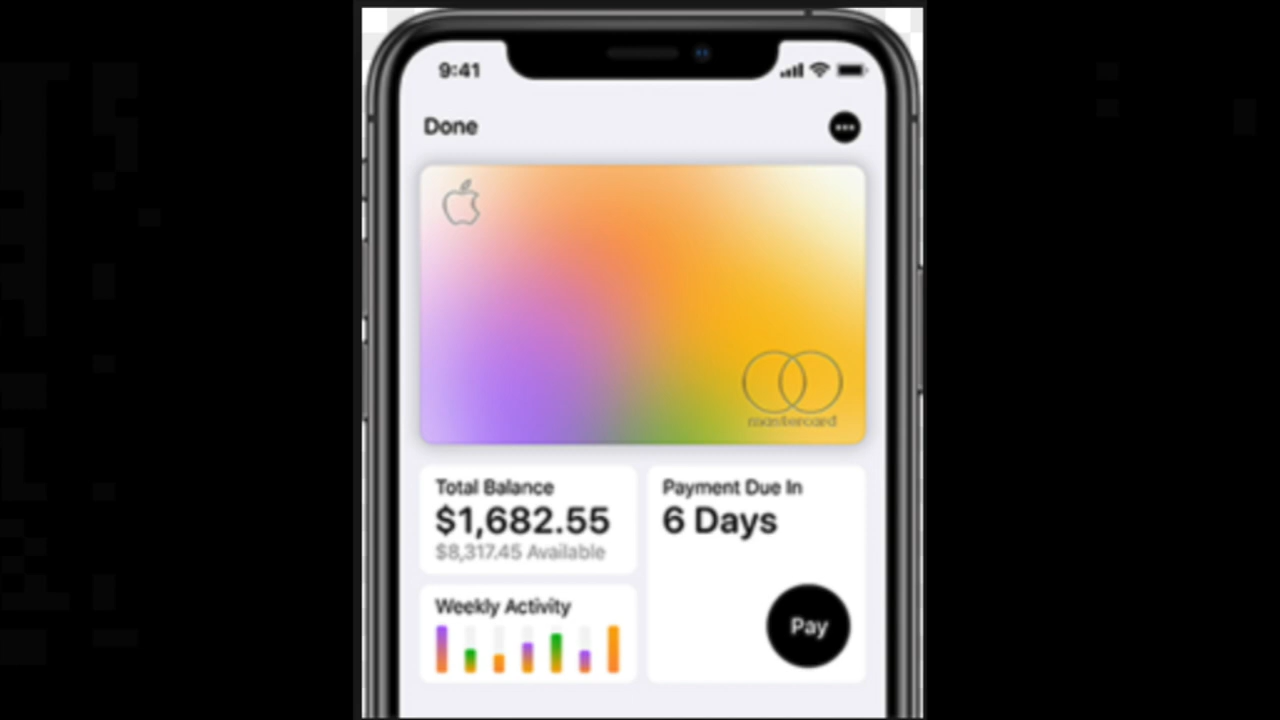 9:41
Done
mastercard
Total Balance
$1,682.55
$8,317.45 Available
Payment Due In
6 Days
Weekly Activity
Pay